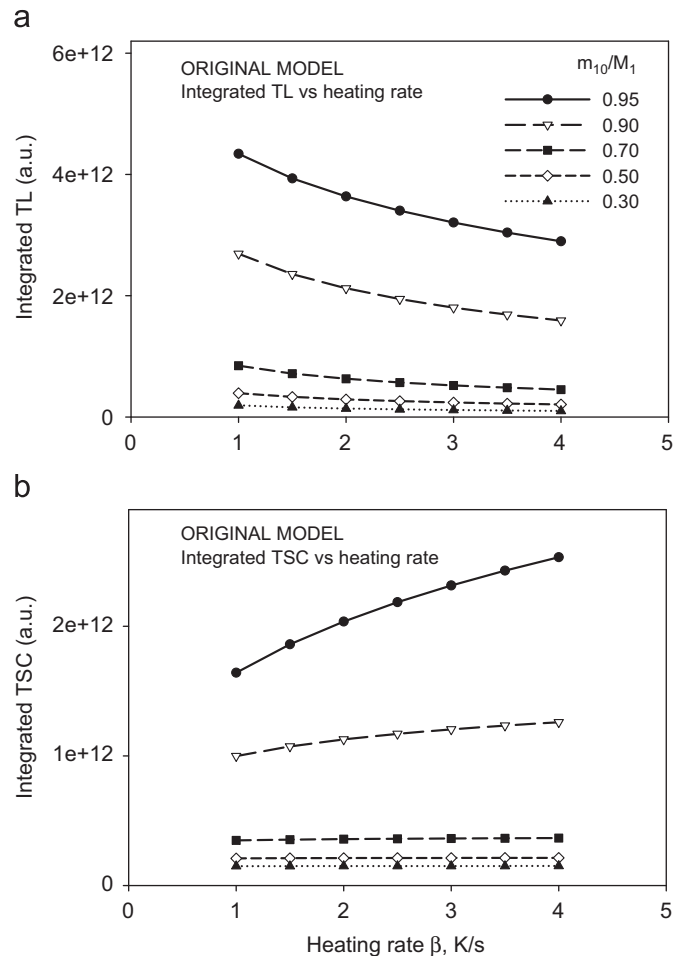 a
6e+12
ORIGINAL MODEL
Integrated TL vs heating rate
m10/M1
0.95
0.90
0.70
0.50
0.30
4e+12
2e+12
0
Integrated TL (a.u.)
0 1 2 3 4 5
b
ORIGINAL MODEL
Integrated TSC vs heating rate
2e+12
1e+12
0
Integrated TSC (a.u.)
0 1 2 3 4 5
Heating rate β, K/s